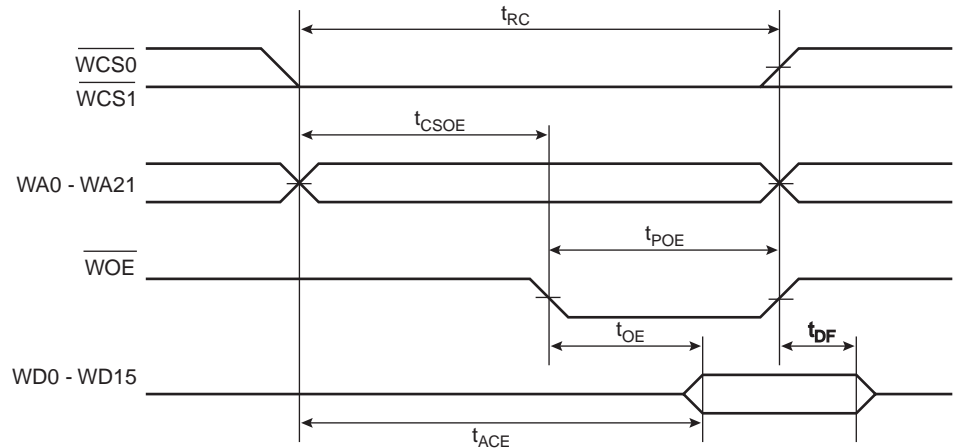 tRC
WCS0
WCS1
tCSOE
WA0 - WA21
tPOE
WOE
tOE
tDF
WD0 - WD15
tACE